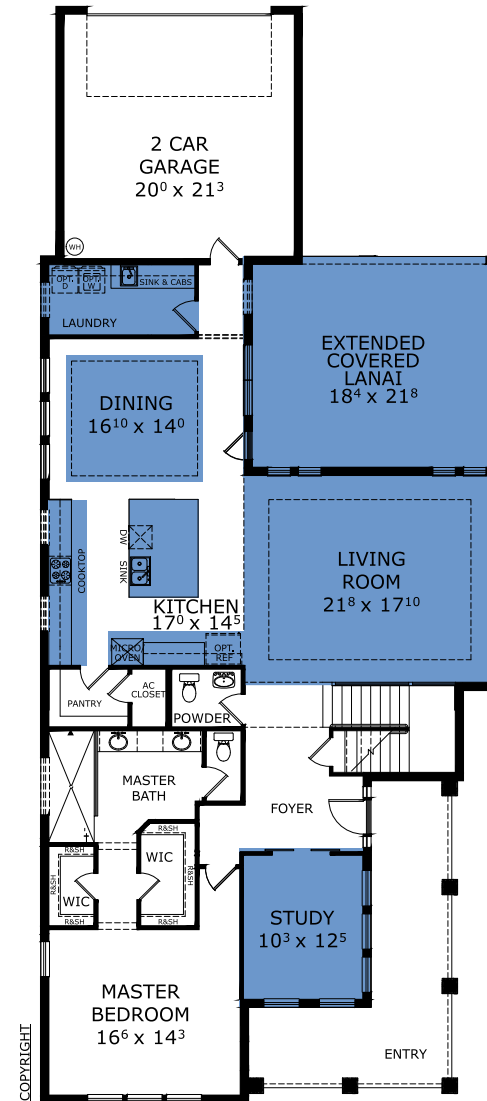 2 CAR
GARAGE
20⁰ x 21³
WH
OPT.
D
OPT.
W
SINK & CABS
LAUNDRY
EXTENDED
COVERED
LANAI
18⁴ x 21⁸
DINING
16¹⁰ x 14⁰
DW
SINK
COOKTOP
KITCHEN
17⁰ x 14⁵
LIVING
ROOM
21⁸ x 17¹⁰
MICRO
OVEN
OPT.
REF
PANTRY
AC
CLOSET
POWDER
MASTER
BATH
FOYER
R&SH
R&SH
WIC
R&SH
R&SH
WIC
R&SH
R&SH
STUDY
10³ x 12⁵
MASTER
BEDROOM
16⁶ x 14³
ENTRY
COPYRIGHT